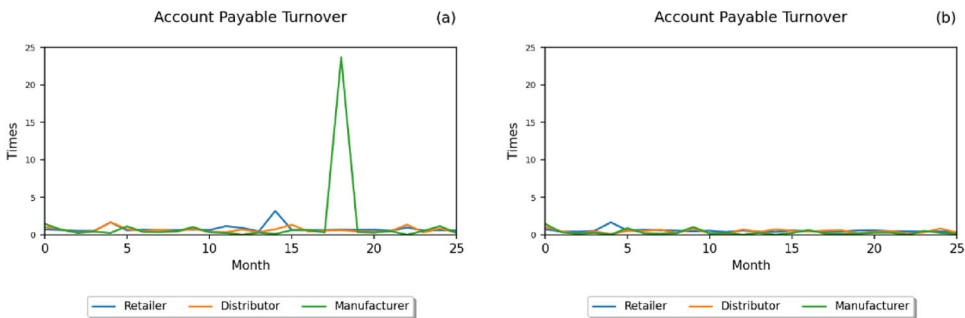 Account Payable Turnover (a)
25
20
15
10
5
0
Times
0 5 10 15 20 25
Month
Retailer Distributor Manufacturer
Account Payable Turnover (b)
25
20
15
10
5
0
Times
0 5 10 15 20 25
Month
Retailer Distributor Manufacturer